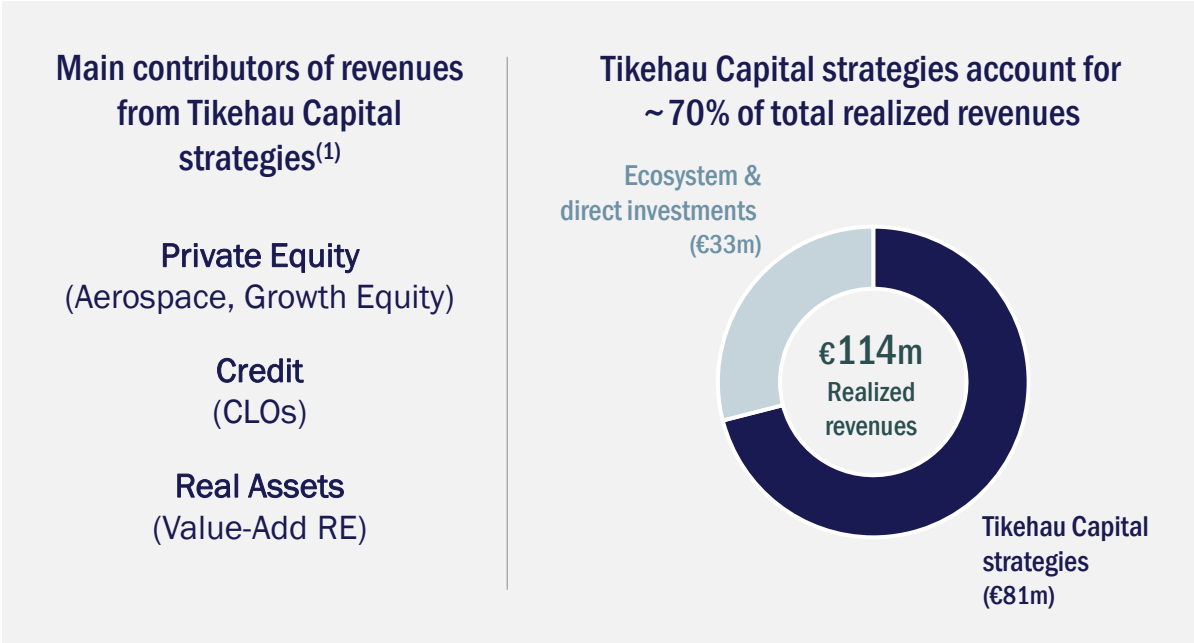 Main contributors of revenues
from Tikehau Capital
strategies(1)
Private Equity
(Aerospace, Growth Equity)
Credit
(CLOs)
Real Assets
(Value-Add RE)
Tikehau Capital strategies account for
~ 70% of total realized revenues
Ecosystem &
direct investments
(€33m)
€114m
Realized
revenues
Tikehau Capital
strategies
(€81m)